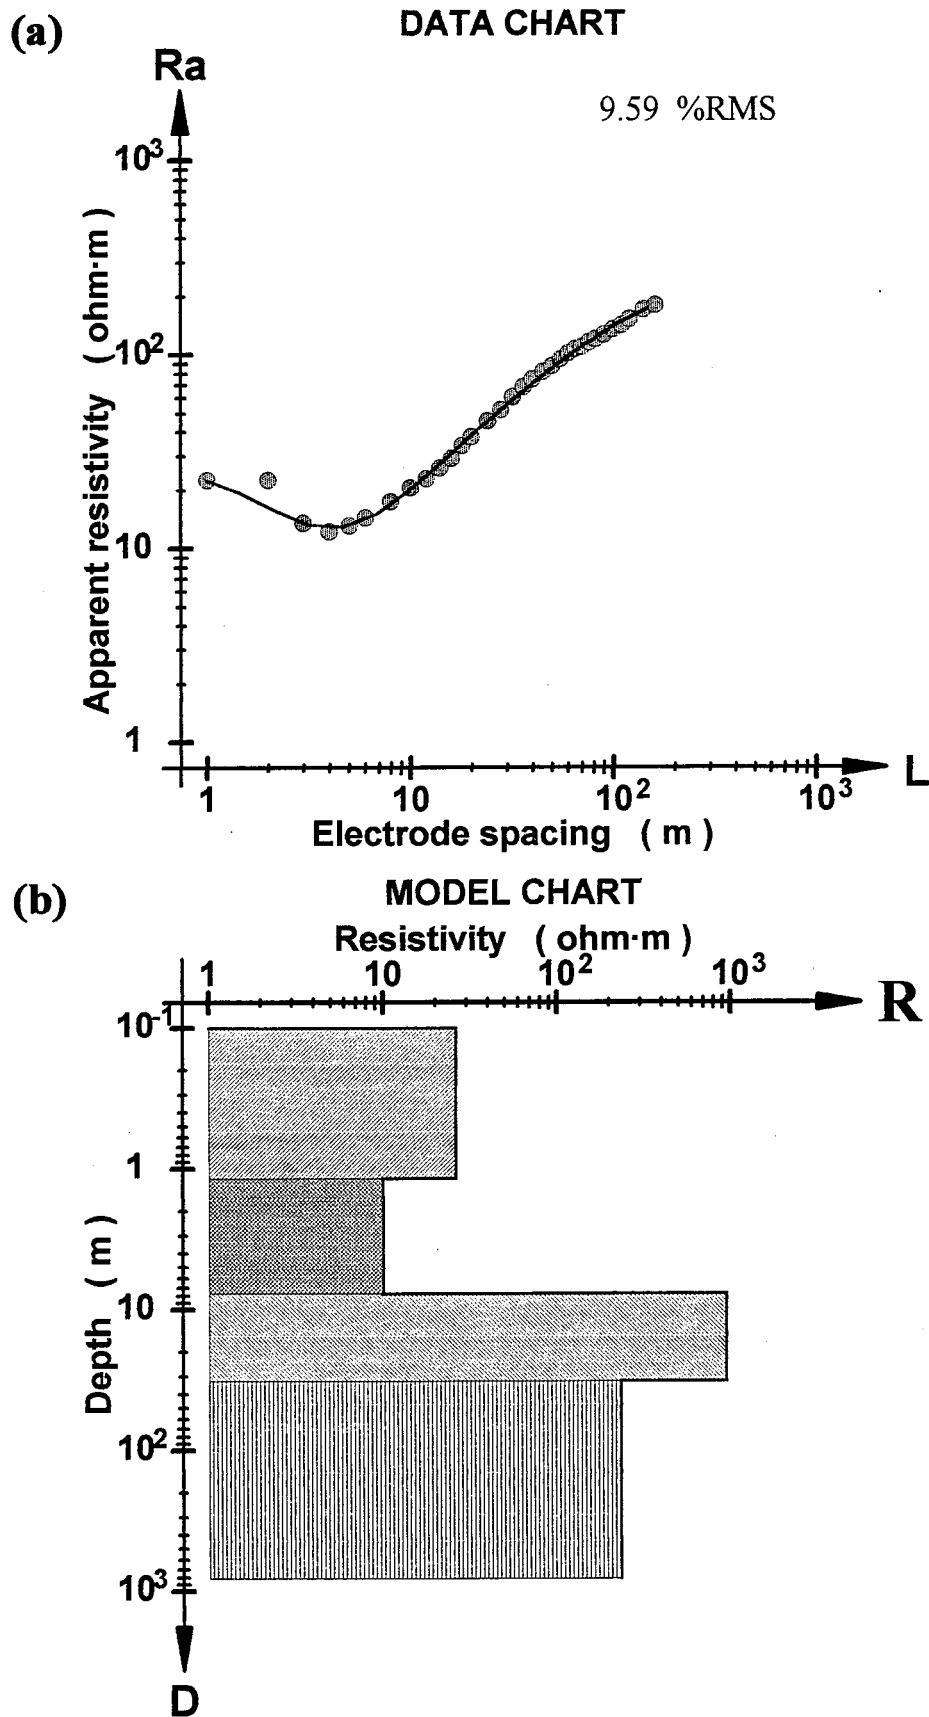 (a)
DATA CHART
Ra
9.59 %RMS
10³
10²
10
1
Apparent resistivity ( ohm·m )
1 10 10² 10³
L
Electrode spacing ( m )
(b)
MODEL CHART
Resistivity ( ohm·m )
1 10 10² 10³
R
10⁻¹
1
10
10²
10³
Depth ( m )
D